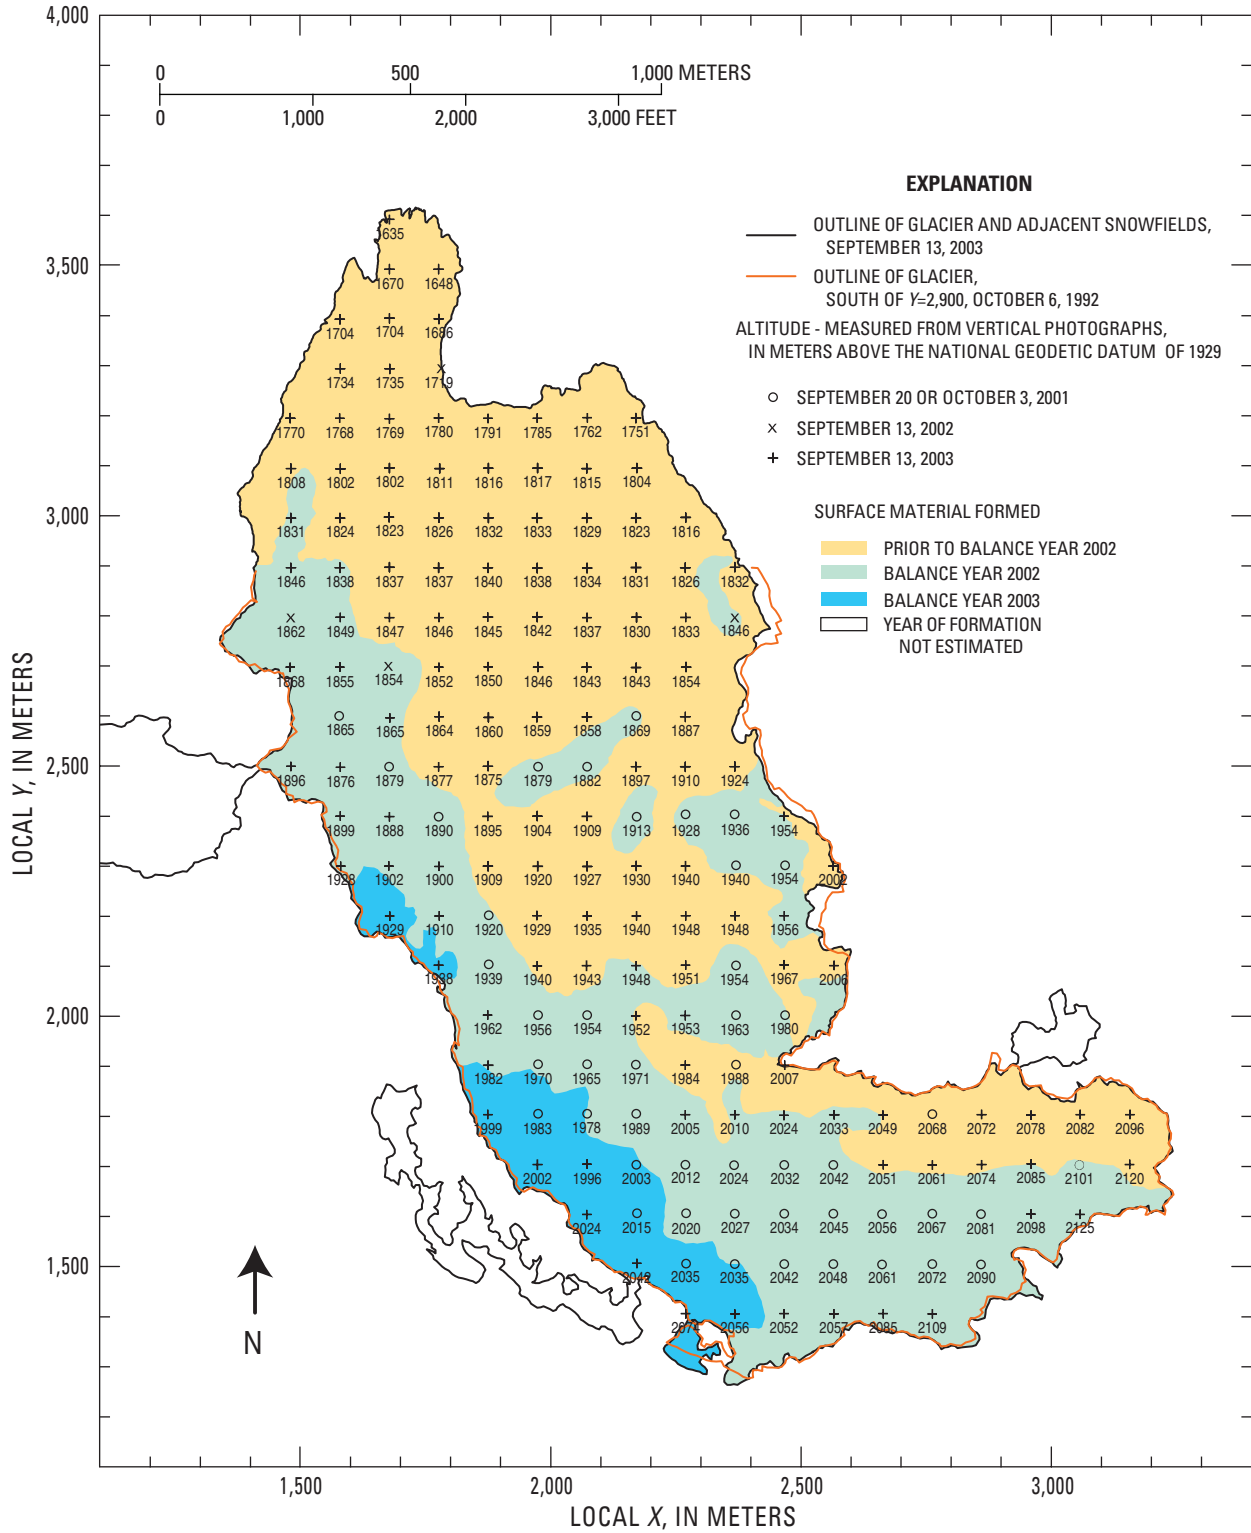 4,000
0 500 1,000 METERS
0 1,000 2,000 3,000 FEET
EXPLANATION
OUTLINE OF GLACIER AND ADJACENT SNOWFIELDS,
SEPTEMBER 13, 2003
OUTLINE OF GLACIER,
SOUTH OF Y=2,900, OCTOBER 6, 1992
ALTITUDE - MEASURED FROM VERTICAL PHOTOGRAPHS,
IN METERS ABOVE THE NATIONAL GEODETIC DATUM OF 1929
SEPTEMBER 20 OR OCTOBER 3, 2001
x SEPTEMBER 13, 2002
+ SEPTEMBER 13, 2003
SURFACE MATERIAL FORMED
PRIOR TO BALANCE YEAR 2002
BALANCE YEAR 2002
BALANCE YEAR 2003
YEAR OF FORMATION
NOT ESTIMATED
1635
3,500
1670 1648
1704 1704 1686
1734 1735 1719
1770 1768 1769 1780 1791 1785 1762 1751
1808 1802 1802 1811 1816 1817 1815 1804
3,000
1831 1824 1823 1826 1832 1833 1829 1823 1816
1846 1838 1837 1837 1840 1838 1834 1831 1826 1832
1862 1849 1847 1846 1845 1842 1837 1830 1833 1846
1868 1855 1854 1852 1850 1846 1843 1843 1854
1865 1865 1864 1860 1859 1858 1869 1887
2,500
1896 1876 1879 1877 1875 1879 1882 1897 1910 1924
1899 1888 1890 1895 1904 1909 1913 1928 1936 1954
1928 1902 1900 1909 1920 1927 1930 1940 1940 1954 2002
1929 1910 1920 1929 1935 1940 1948 1948 1956
1938 1939 1940 1943 1948 1951 1954 1967 2006
2,000
1962 1956 1954 1952 1953 1963 1980
1982 1970 1965 1971 1984 1988 2007
1999 1983 1978 1989 2005 2010 2024 2033 2049 2068 2072 2078 2082 2096
2002 1996 2003 2012 2024 2032 2042 2051 2061 2074 2085 2101 2120
2024 2015 2020 2027 2034 2045 2056 2067 2081 2098 2125
1,500
2042 2035 2035 2042 2048 2061 2072 2090
2074 2056 2052 2057 2085 2109
N
LOCAL Y, IN METERS
1,500 2,000 2,500 3,000
LOCAL X, IN METERS